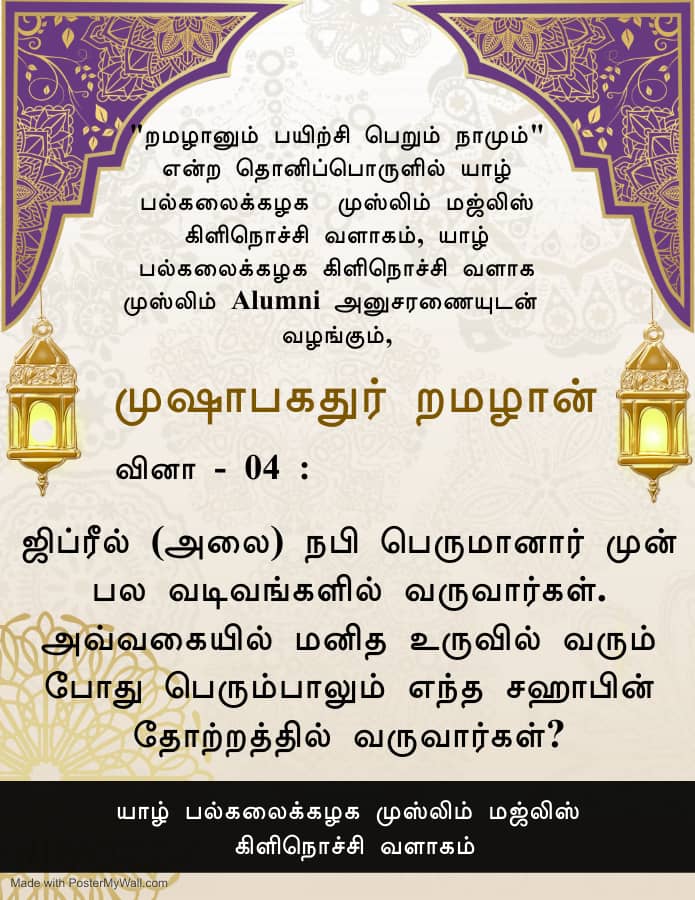 "றமழானும் பயிற்சி பெறும் நாமும்"
என்ற தொனிப்பொருளில் யாழ்
பல்கலைக்கழக முஸ்லிம் மஜ்லிஸ்
கிளிநொச்சி வளாகம், யாழ்
பல்கலைக்கழக கிளிநொச்சி வளாக
முஸ்லிம் Alumni அனுசரணையுடன்
வழங்கும்,
முஷாபகதுர் றமழான்
வினா - 04 :
ஜிப்ரீல் (அலை) நபி பெருமானார் முன்
பல வடிவங்களில் வருவார்கள்.
அவ்வகையில் மனித உருவில் வரும்
போது பெரும்பாலும் எந்த சஹாபின்
தோற்றத்தில் வருவார்கள்?
யாழ் பல்கலைக்கழக முஸ்லிம் மஜ்லிஸ்
கிளிநொச்சி வளாகம்
Made with PosterMyWall.com